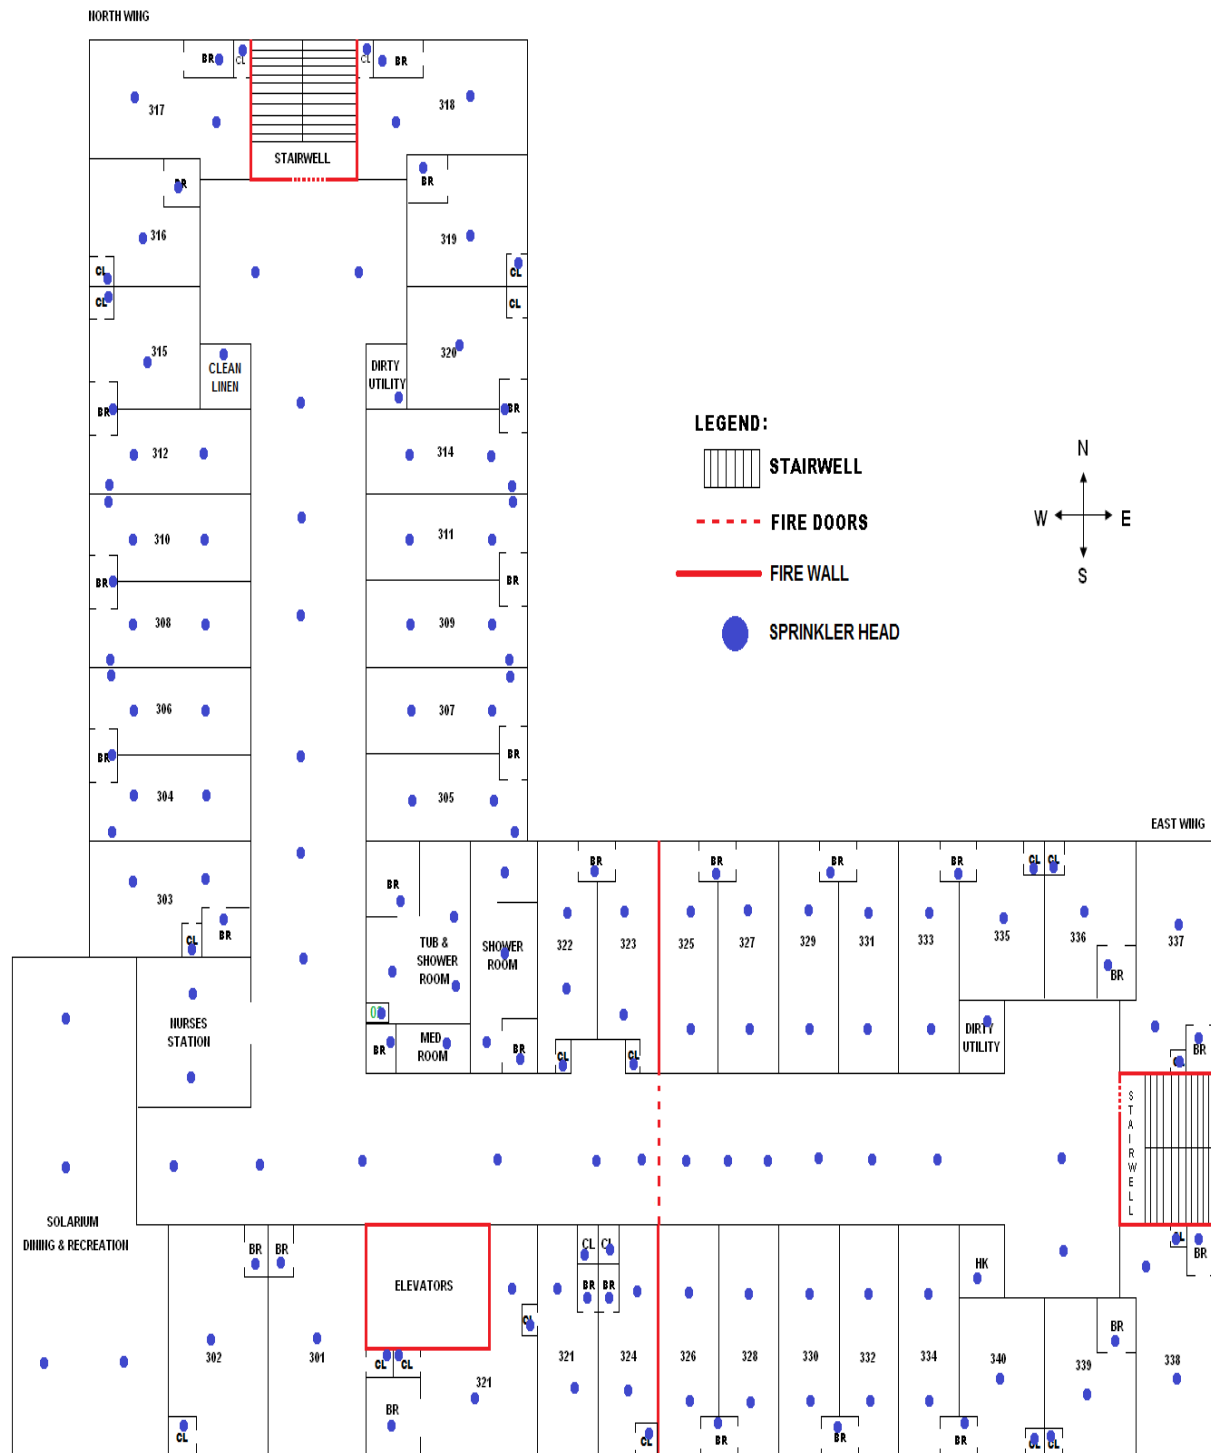 NORTH WING
BR CL CL BR
317 318
STAIRWELL
BR BR
316 319
CL CL
CL CL
315 320
CLEAN
LINEN
DIRTY
UTILITY
BR BR
312 314
310 311
BR BR
308 309
306 307
BR BR
304 305
303
CL BR
LEGEND:
STAIRWELL
FIRE DOORS
FIRE WALL
SPRINKLER HEAD
N
W E
S
EAST WING
BR BR BR BR CL CL
BR
TUB &
SHOWER
ROOM
SHOWER
ROOM
322 323 325 327 329 331 333 335 336 337
BR
NURSES
STATION
BR
MED
ROOM
BR CL CL
DIRTY
UTILITY
CL BR
STAIRWELL
SOLARIUM
DINING & RECREATION
BR BR
ELEVATORS
CL CL
BR BR
HK
CL BR
CL
302 301 321 321 324 326 328 330 332 334 340 339 338
BR
CL CL
BR
CL CL BR BR BR CL CL